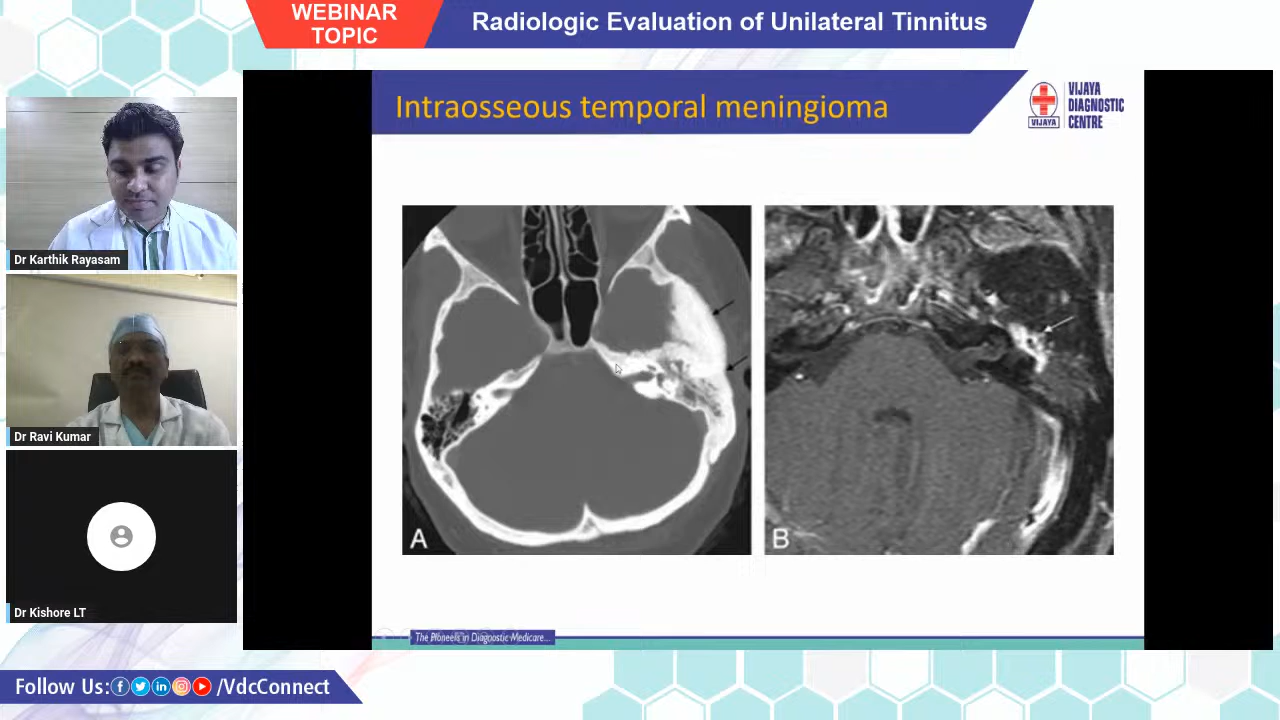 WEBINAR
TOPIC
Radiologic Evaluation of Unilateral Tinnitus
Intraosseous temporal meningioma
VIJAYA
DIAGNOSTIC
CENTRE
VIJAYA
Dr Karthik Rayasam
Dr Ravi Kumar
Dr Kishore LT
A
B
The Pioneers in Diagnostic Medicare...
Follow Us: /VdcConnect